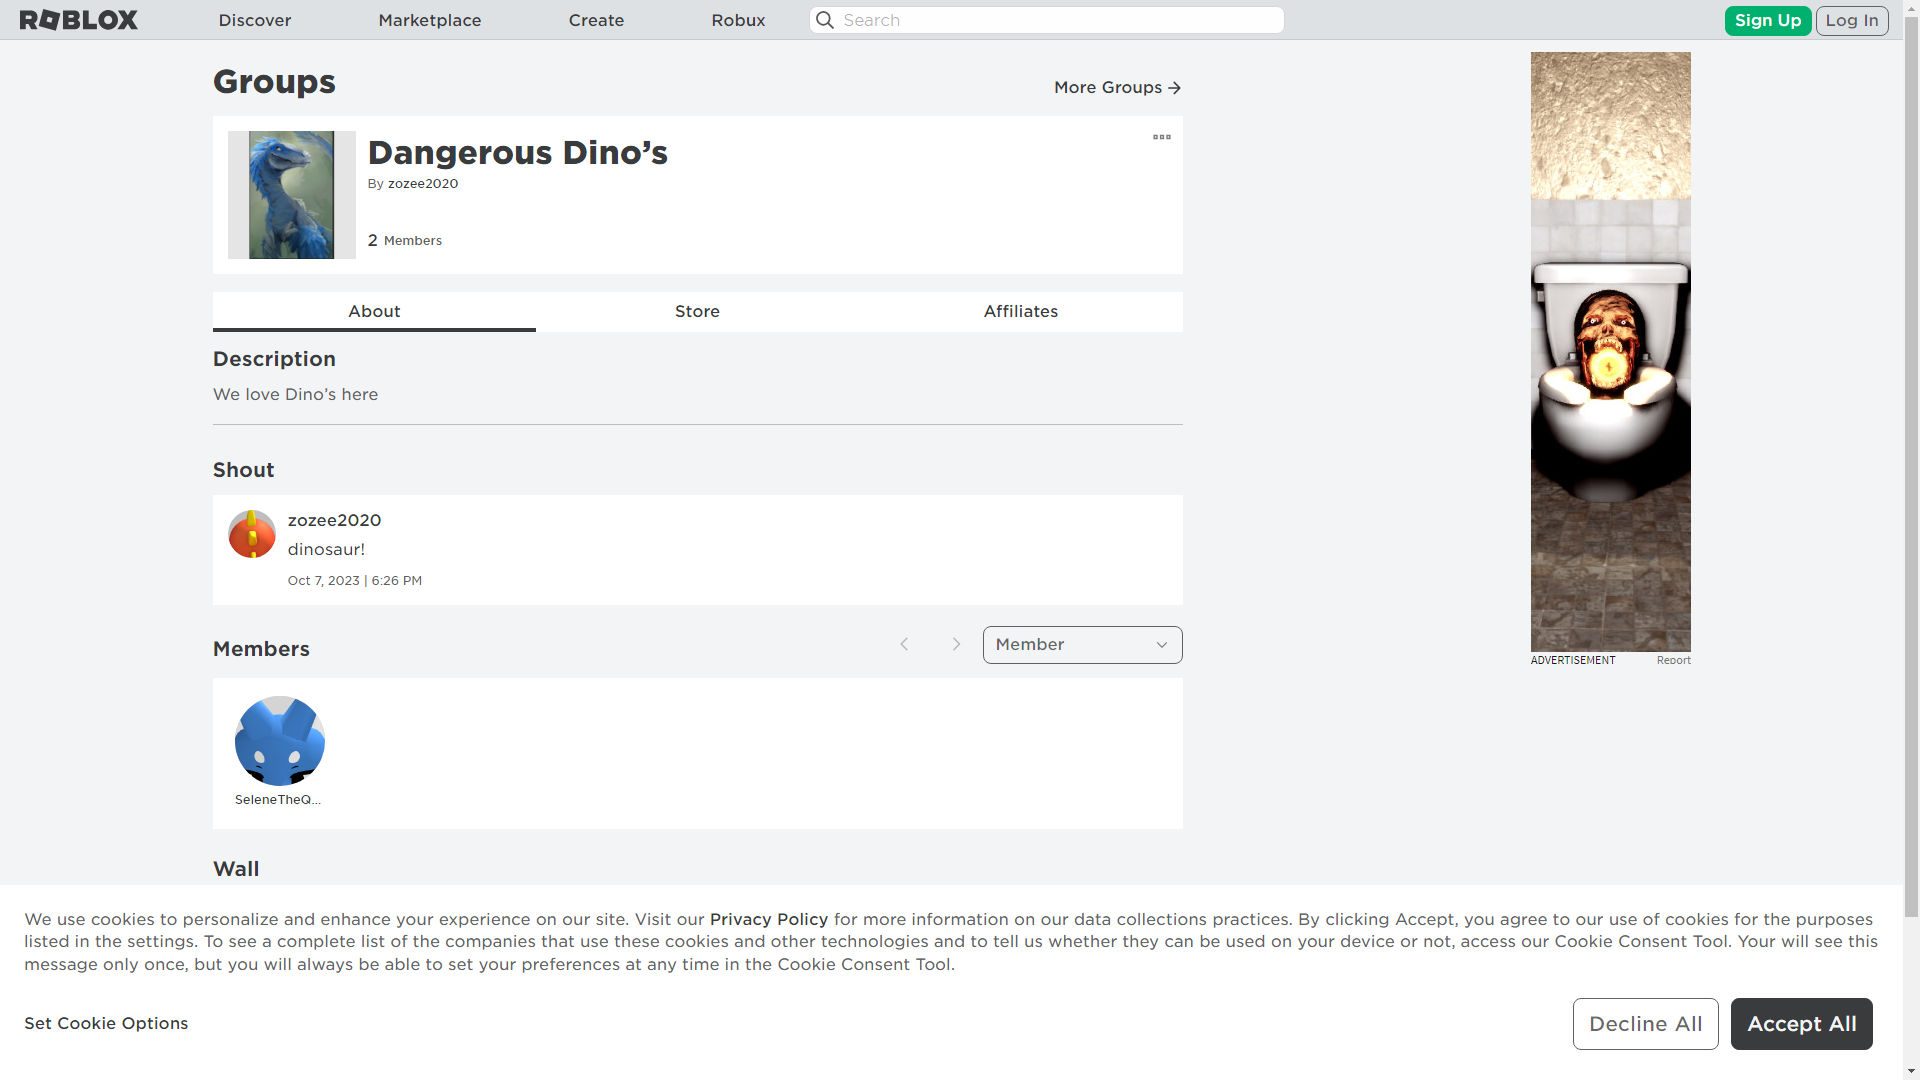 ROBLOX
Discover
Marketplace
Create
Robux
Search
Sign Up
Log In
Groups
More Groups
Dangerous Dino’s
By zozee2020
2 Members
About
Store
Affiliates
Description
We love Dino’s here
Shout
zozee2020
dinosaur!
Oct 7, 2023 | 6:26 PM
Members
Member
SeleneTheQ...
Wall
ADVERTISEMENT
Report
We use cookies to personalize and enhance your experience on our site. Visit our Privacy Policy for more information on our data collections practices. By clicking Accept, you agree to our use of cookies for the purposes
listed in the settings. To see a complete list of the companies that use these cookies and other technologies and to tell us whether they can be used on your device or not, access our Cookie Consent Tool. Your will see this
message only once, but you will always be able to set your preferences at any time in the Cookie Consent Tool.
Set Cookie Options
Decline All
Accept All